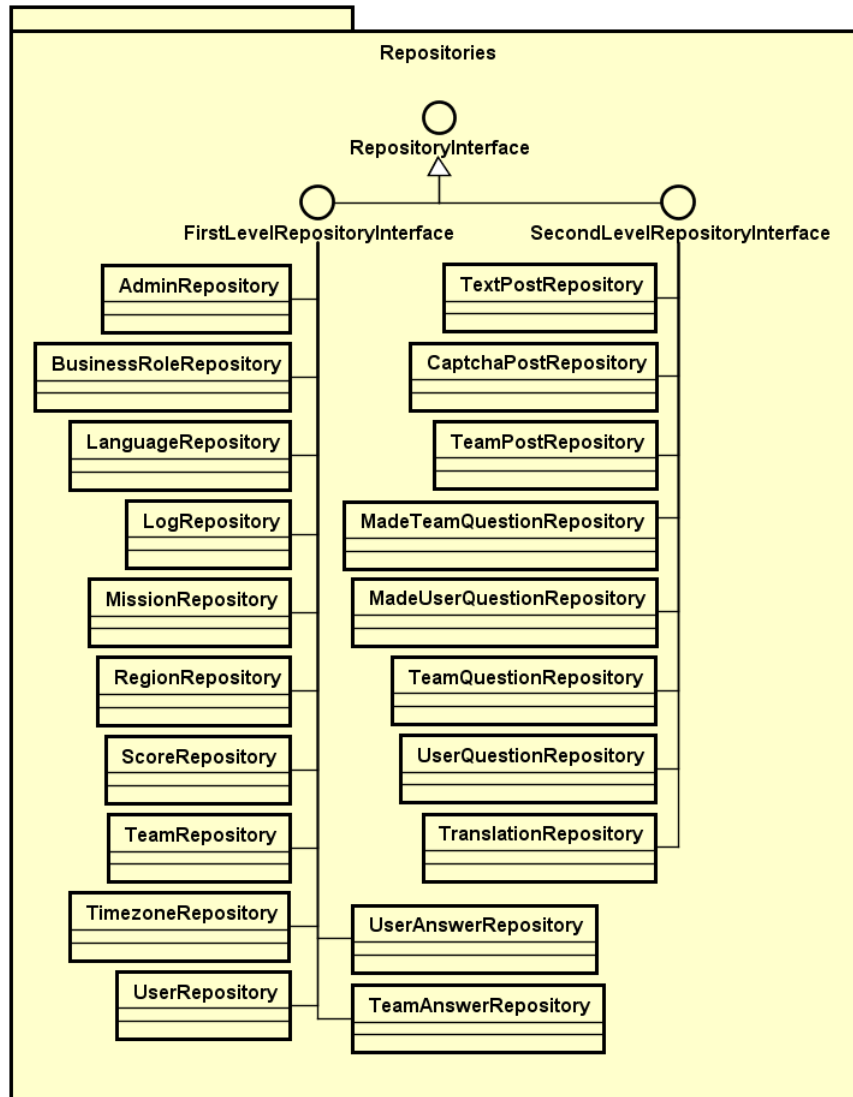 Repositories
RepositoryInterface
FirstLevelRepositoryInterface
SecondLevelRepositoryInterface
AdminRepository
TextPostRepository
BusinessRoleRepository
CaptchaPostRepository
LanguageRepository
TeamPostRepository
LogRepository
MadeTeamQuestionRepository
MissionRepository
MadeUserQuestionRepository
RegionRepository
TeamQuestionRepository
ScoreRepository
UserQuestionRepository
TeamRepository
TranslationRepository
TimezoneRepository
UserAnswerRepository
UserRepository
TeamAnswerRepository